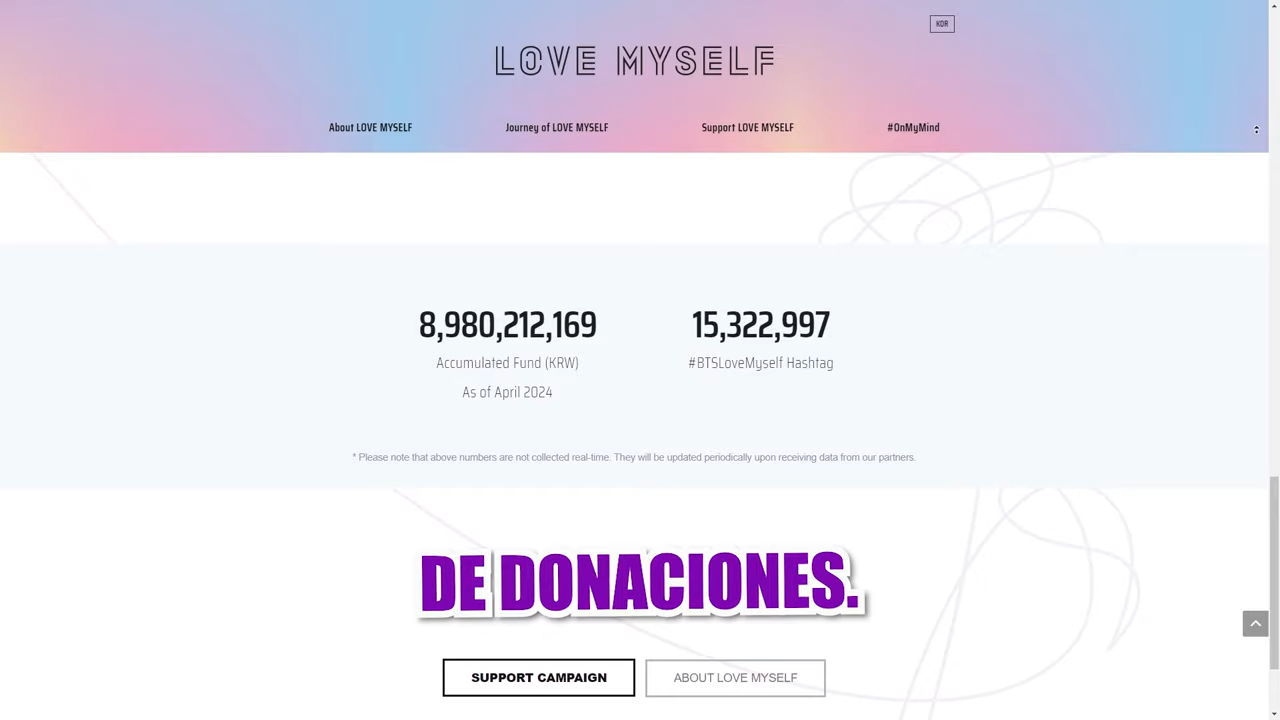 KOR
LOVE MYSELF
About LOVE MYSELF
Journey of LOVE MYSELF
Support LOVE MYSELF
#OnMyMind
8,980,212,169
Accumulated Fund (KRW)
As of April 2024
15,322,997
#BTSLoveMyself Hashtag
* Please note that above numbers are not collected real-time. They will be updated periodically upon receiving data from our partners.
DE DONACIONES.
SUPPORT CAMPAIGN
ABOUT LOVE MYSELF